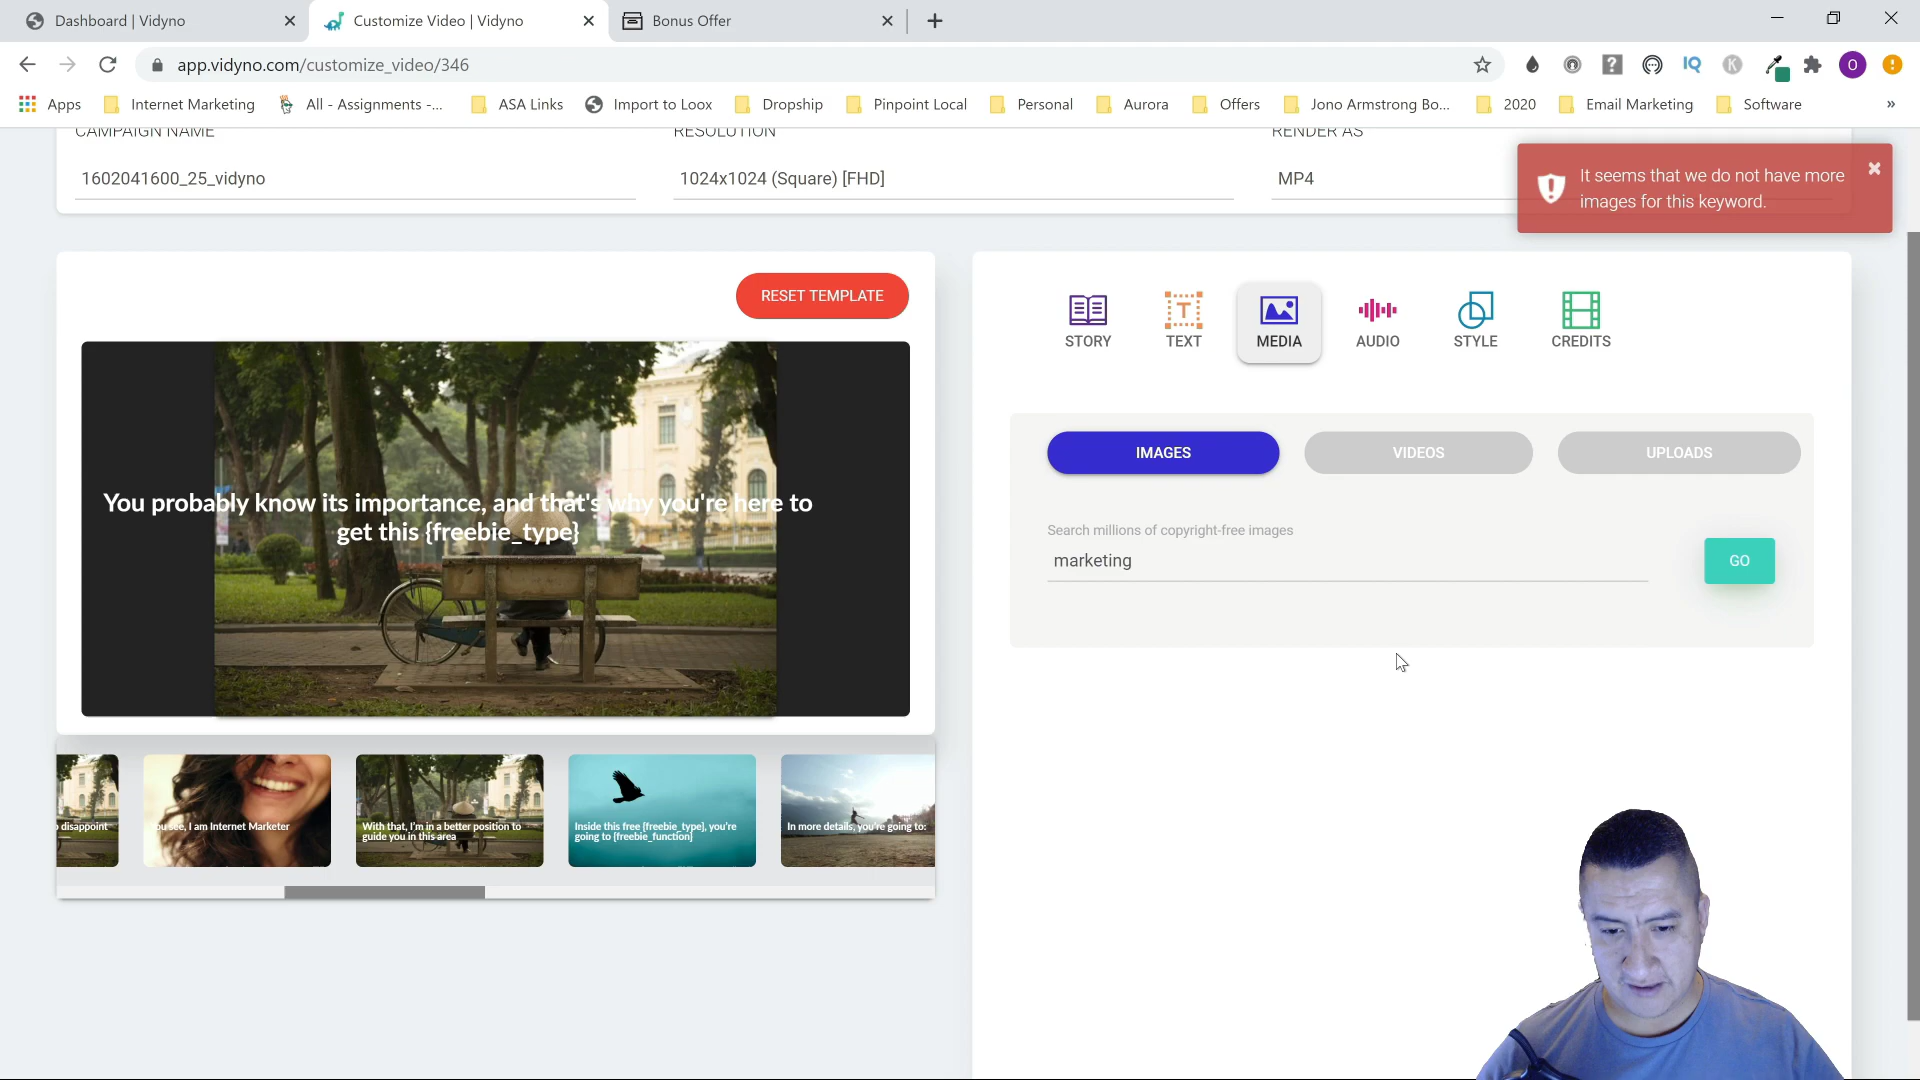 Dashboard | Vidyno
Customize Video | Vidyno
Bonus Offer
app.vidyno.com/customize_video/346
O
IQ
K
Apps
Internet Marketing
All - Assignments -...
ASA Links
Import to Loox
Dropship
Pinpoint Local
Personal
Aurora
Offers
Jono Armstrong Bo...
2020
Email Marketing
Software
»
CAMPAIGN NAME
RESOLUTION
RENDER AS
1602041600_25_vidyno
1024x1024 (Square) [FHD]
MP4
It seems that we do not have more
images for this keyword.
RESET TEMPLATE
STORY
TEXT
MEDIA
AUDIO
STYLE
CREDITS
You probably know its importance, and that's why you're here to
get this {freebie_type}
IMAGES
VIDEOS
UPLOADS
Search millions of copyright-free images
marketing
GO
disappoint
ou see, I am Internet Marketer
With that, I'm in a better position to
guide you in this area
Inside this free {freebie_type}, you're
going to {freebie_function}
In more details, you're going to: